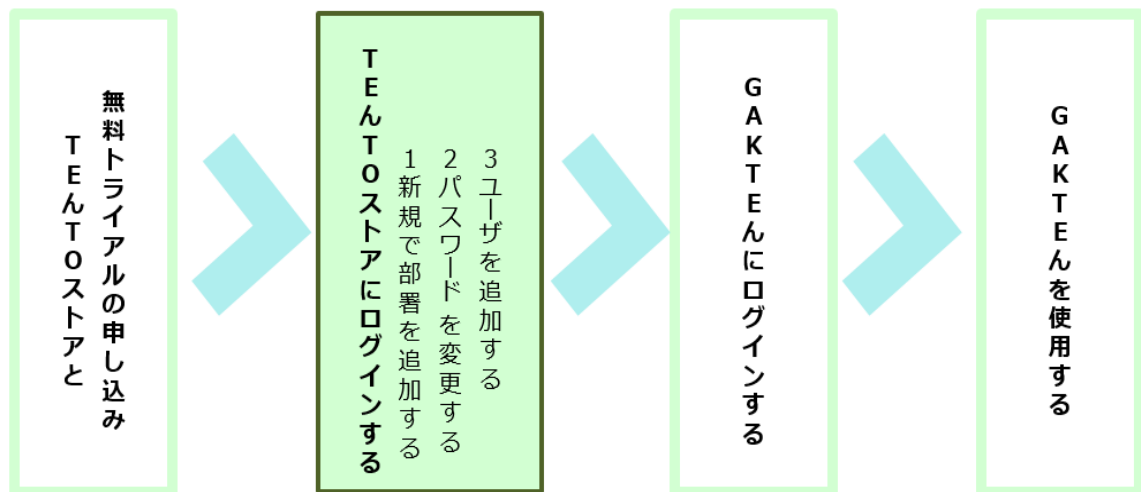 TEんTOストアと
無料トライアルの申し込み
TEんTOストアにログインする
1新規で部署を追加する
2パスワードを変更する
3ユーザを追加する
GAKTEんにログインする
GAKTEんを使用する